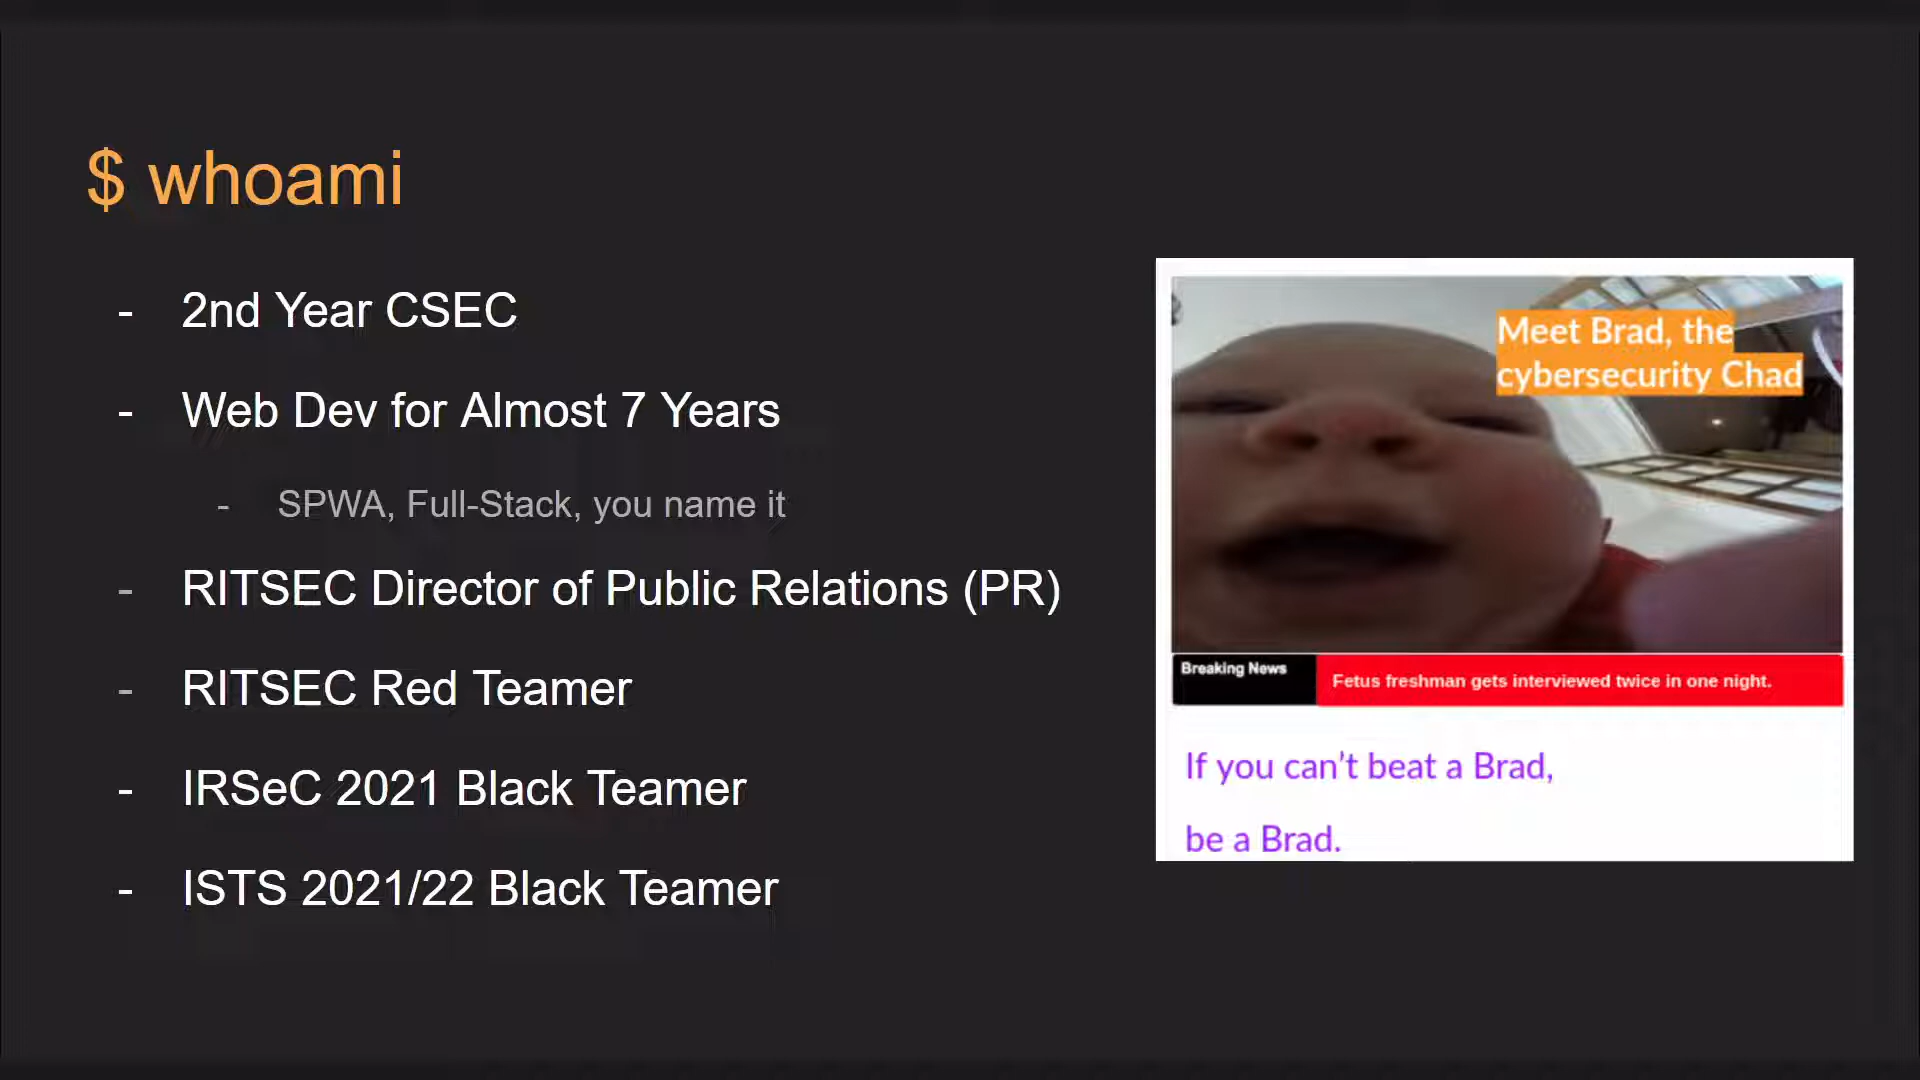 $ whoami
- 2nd Year CSEC
- Web Dev for Almost 7 Years
- SPWA, Full-Stack, you name it
- RITSEC Director of Public Relations (PR)
- RITSEC Red Teamer
- IRSeC 2021 Black Teamer
- ISTS 2021/22 Black Teamer
Meet Brad, the
cybersecurity Chad
Breaking News
Fetus freshman gets interviewed twice in one night.
If you can't beat a Brad,
be a Brad.